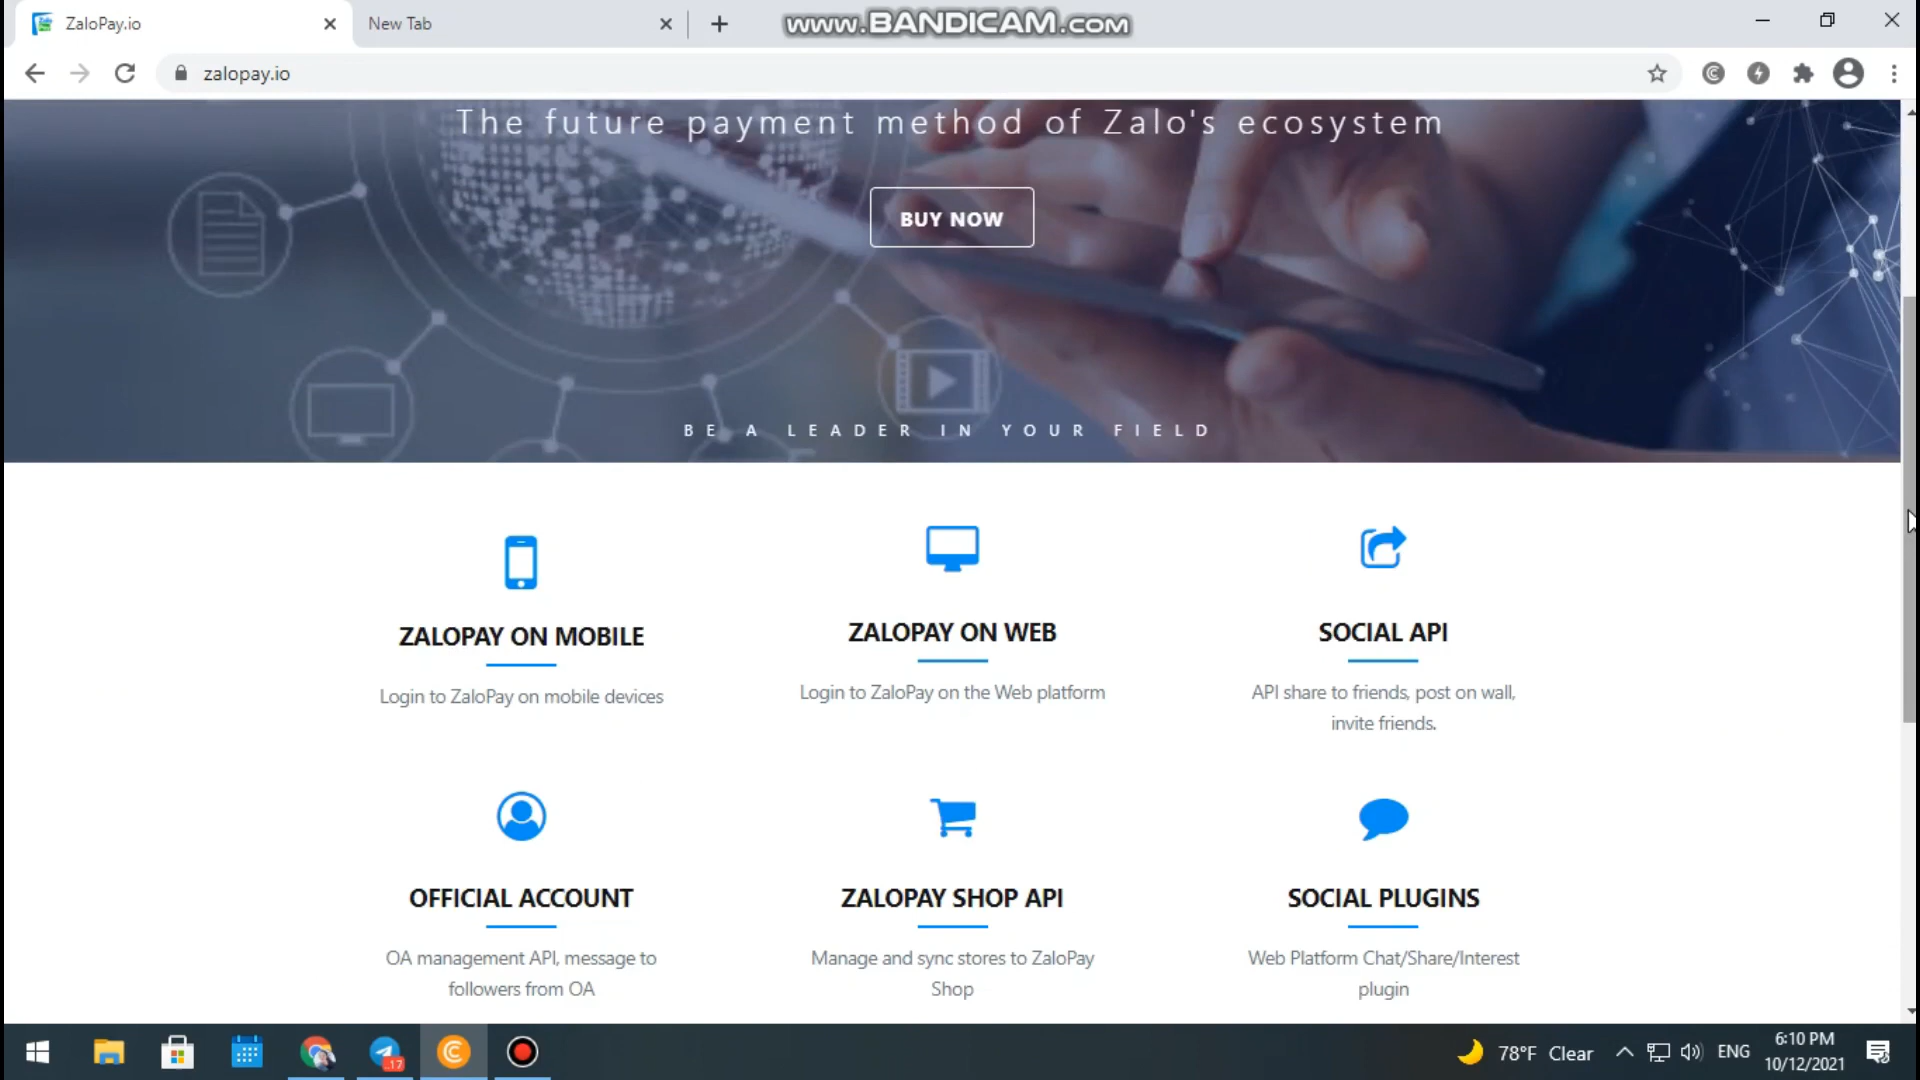 ZaloPay.io
New Tab
www.BANDICAM.com
zalopay.io
The future payment method of Zalo's ecosystem
BUY NOW
BE A LEADER IN YOUR FIELD
ZALOPAY ON MOBILE
Login to ZaloPay on mobile devices
ZALOPAY ON WEB
Login to ZaloPay on the Web platform
SOCIAL API
API share to friends, post on wall,
invite friends.
OFFICIAL ACCOUNT
OA management API, message to
followers from OA
ZALOPAY SHOP API
Manage and sync stores to ZaloPay
Shop
SOCIAL PLUGINS
Web Platform Chat/Share/Interest
plugin
17
78°F Clear
ENG
6:10 PM
10/12/2021